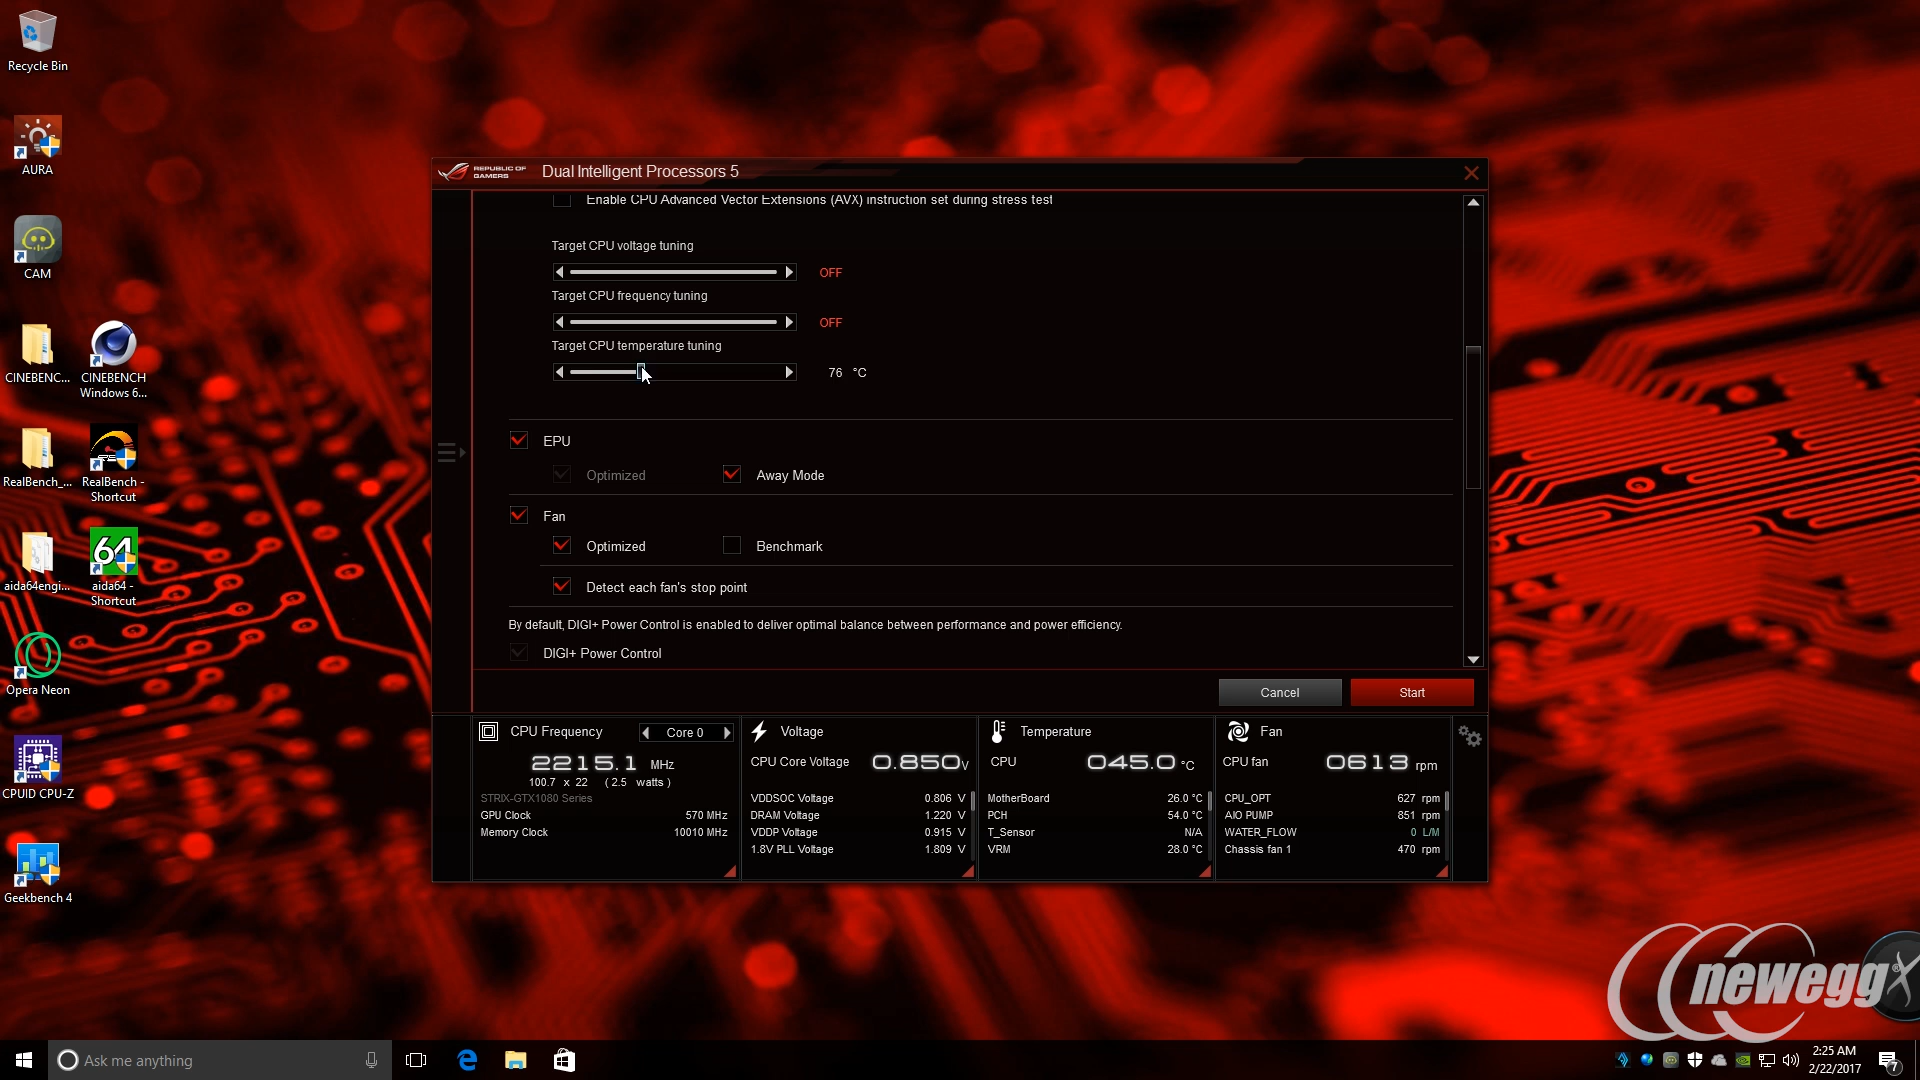 Recycle Bin
AURA
CAM
CINEBENC...
CINEBENCH
Windows 6...
RealBench_...
RealBench -
Shortcut
aida64engi...
64
aida64 -
Shortcut
Opera Neon
CPUID CPU-Z
Geekbench 4
REPUBLIC OF
GAMERS
Dual Intelligent Processors 5
Enable CPU Advanced Vector Extensions (AVX) instruction set during stress test
Target CPU voltage tuning
OFF
Target CPU frequency tuning
OFF
Target CPU temperature tuning
76 °C
EPU
Optimized
Away Mode
Fan
Optimized
Benchmark
Detect each fan's stop point
By default, DIGI+ Power Control is enabled to deliver optimal balance between performance and power efficiency.
DIGI+ Power Control
Cancel
Start
CPU Frequency
Core 0
2215.1 MHz
100.7 x 22 ( 2.5 watts )
STRIX-GTX1080 Series
GPU Clock 570 MHz
Memory Clock 10010 MHz
Voltage
CPU Core Voltage 0.850 V
VDDSOC Voltage 0.806 V
DRAM Voltage 1.220 V
VDDP Voltage 0.915 V
1.8V PLL Voltage 1.809 V
Temperature
CPU 045.0 °C
MotherBoard 26.0 °C
PCH 54.0 °C
T_Sensor N/A
VRM 28.0 °C
Fan
CPU fan 0613 rpm
CPU_OPT 627 rpm
AIO PUMP 851 rpm
WATER_FLOW 0 L/M
Chassis fan 1 470 rpm
newegg
Ask me anything
2:25 AM
2/22/2017
7